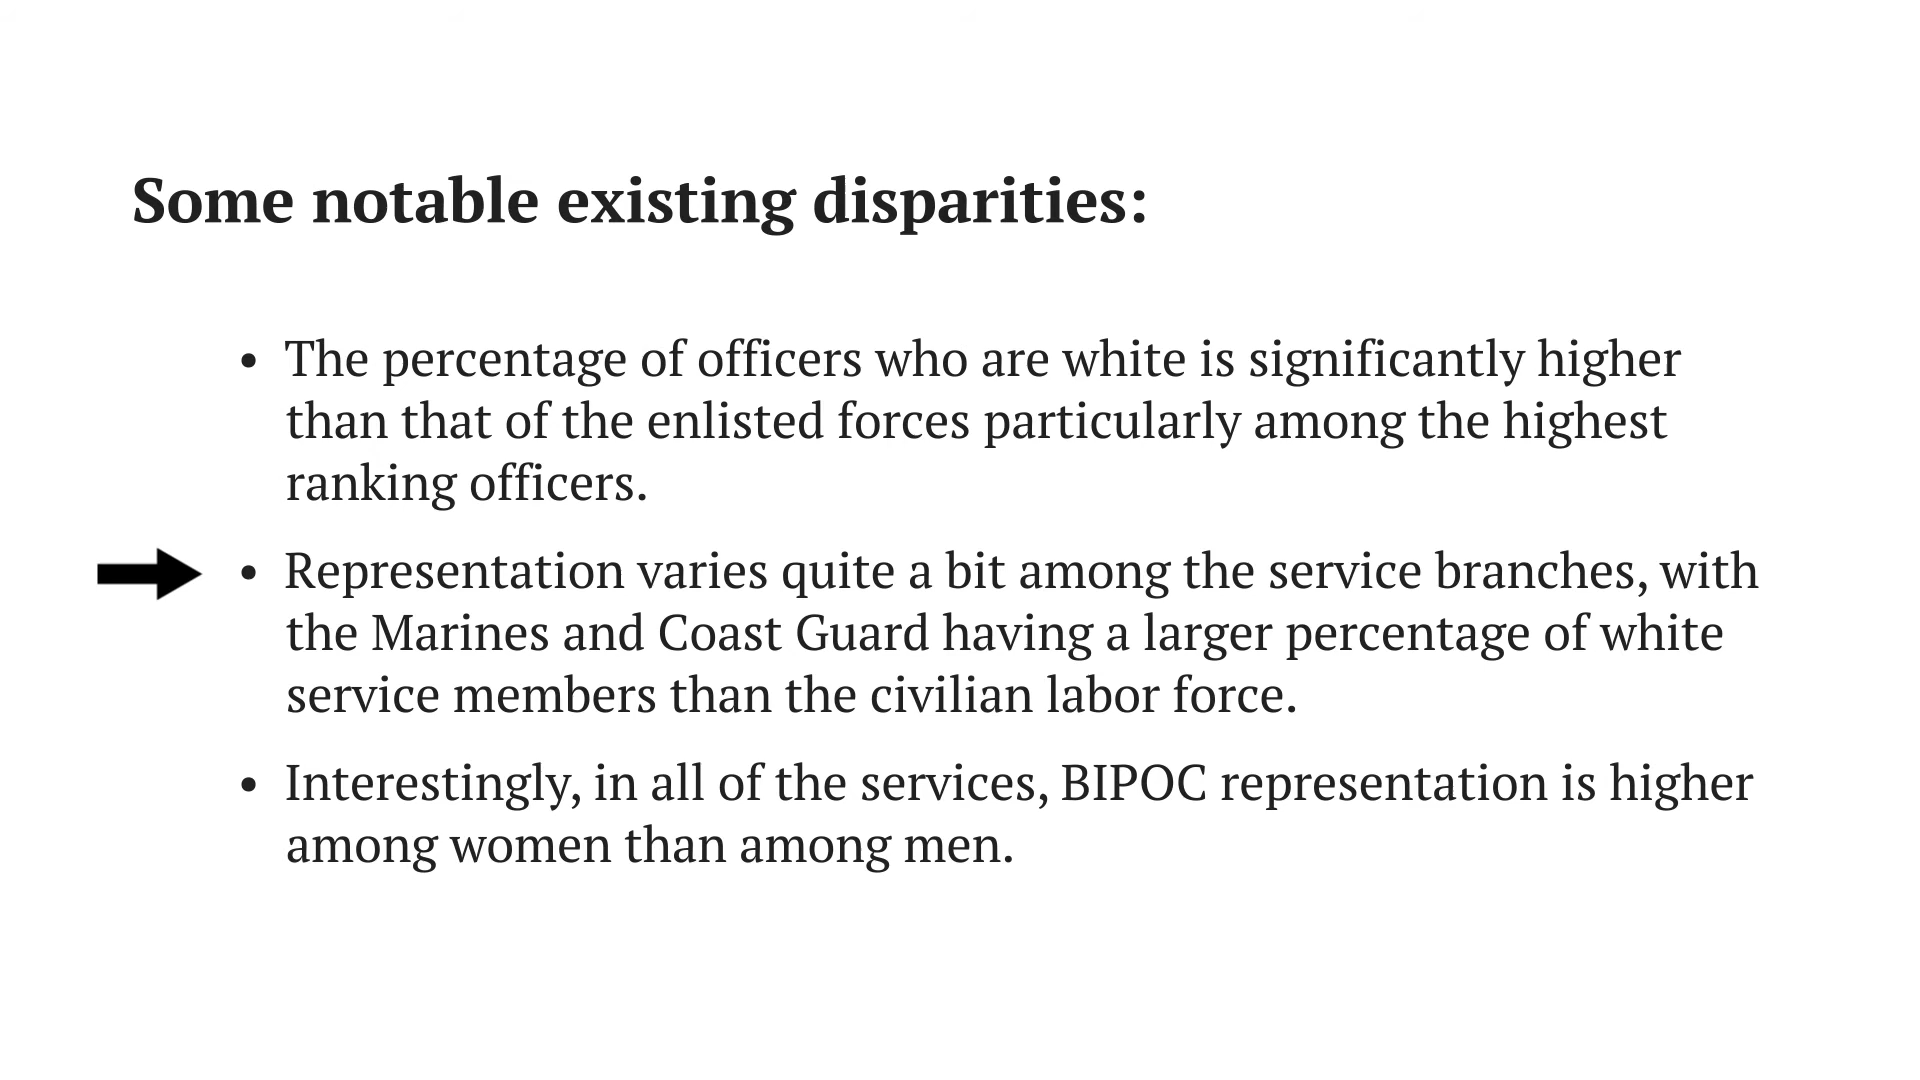 Some notable existing disparities:
• The percentage of officers who are white is significantly higher
than that of the enlisted forces particularly among the highest
ranking officers.
• Representation varies quite a bit among the service branches, with
the Marines and Coast Guard having a larger percentage of white
service members than the civilian labor force.
• Interestingly, in all of the services, BIPOC representation is higher
among women than among men.